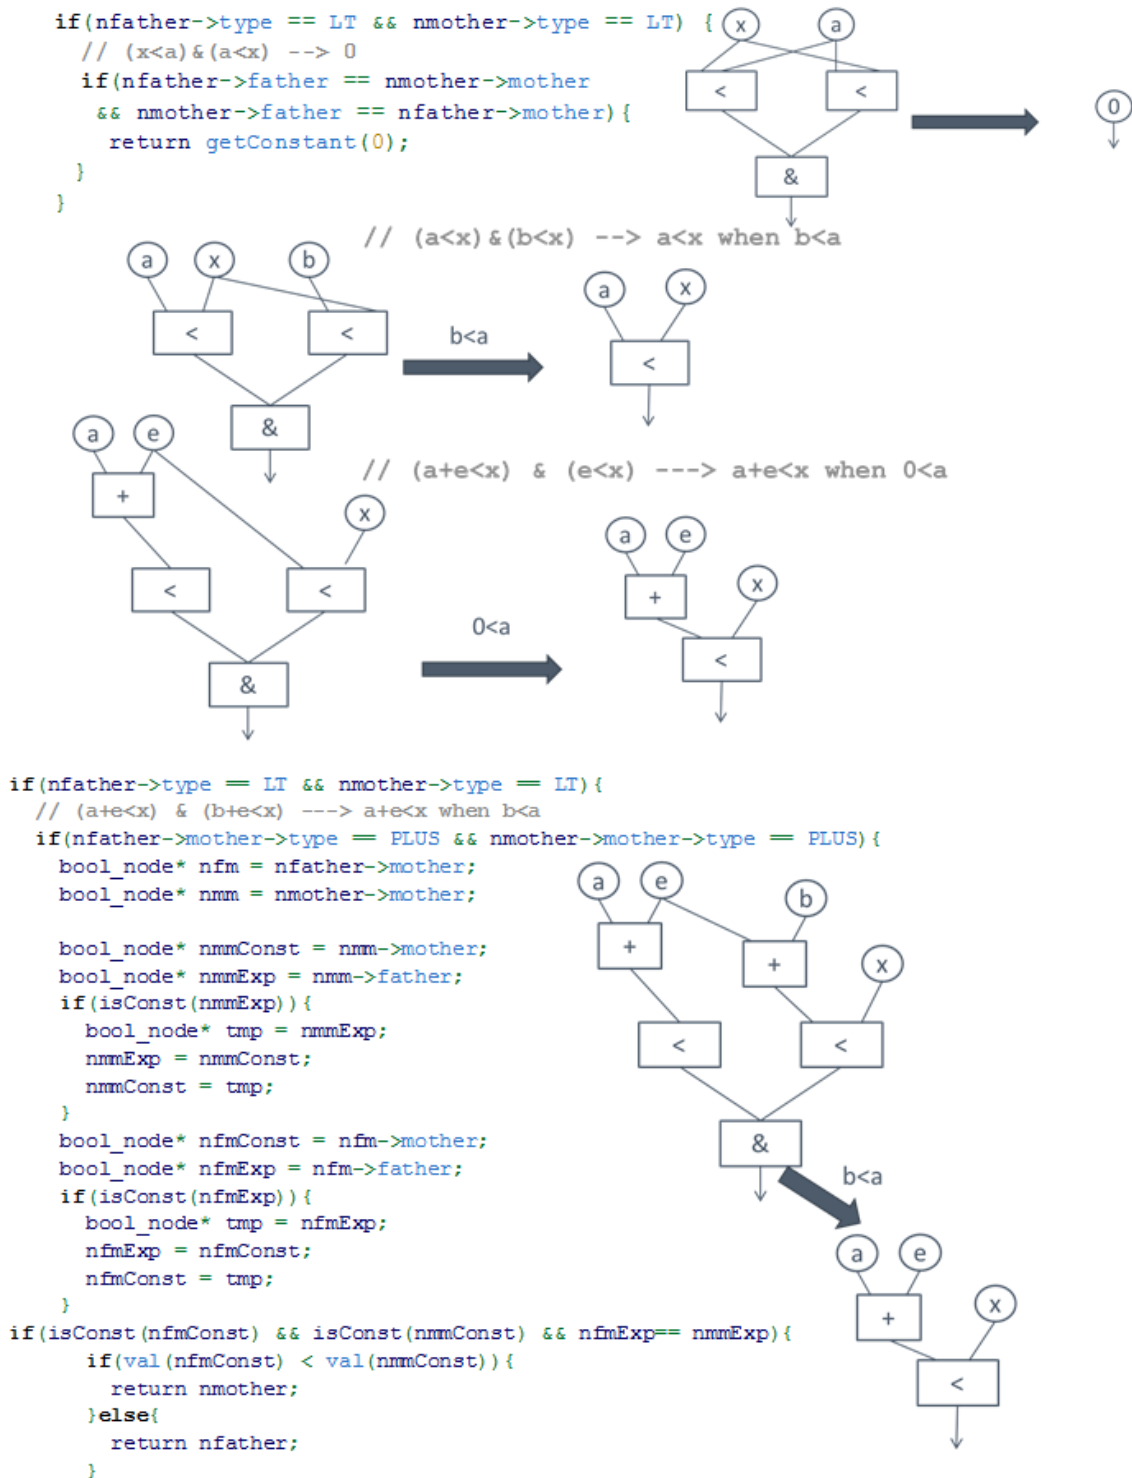 if(nfather->type == LT && nmother->type == LT) {
// (x<a)&(a<x) --> 0
if(nfather->father == nmother->mother
&& nmother->father == nfather->mother){
return getConstant(0);
}
}
x a
< <
&
0
// (a<x)&(b<x) --> a<x when b<a
a x b
< <
&
b<a
a x
<
// (a+e<x) & (e<x) ---> a+e<x when 0<a
a e
+
x
< <
&
0<a
a e
+
x
<
if(nfather->type == LT && nmother->type == LT){
// (a+e<x) & (b+e<x) ---> a+e<x when b<a
if(nfather->mother->type == PLUS && nmother->mother->type == PLUS){
bool_node* nfm = nfather->mother;
bool_node* nmm = nmother->mother;
bool_node* nmmConst = nmm->mother;
bool_node* nmmExp = nmm->father;
if(isConst(nmmExp)){
bool_node* tmp = nmmExp;
nmmExp = nmmConst;
nmmConst = tmp;
}
bool_node* nfmConst = nfm->mother;
bool_node* nfmExp = nfm->father;
if(isConst(nfmExp)){
bool_node* tmp = nfmExp;
nfmExp = nfmConst;
nfmConst = tmp;
}
if(isConst(nfmConst) && isConst(nmmConst) && nfmExp== nmmExp){
if(val(nfmConst) < val(nmmConst)){
return nmother;
}else{
return nfather;
}
a e b
+ +
x
< <
&
b<a
a e
+
x
<